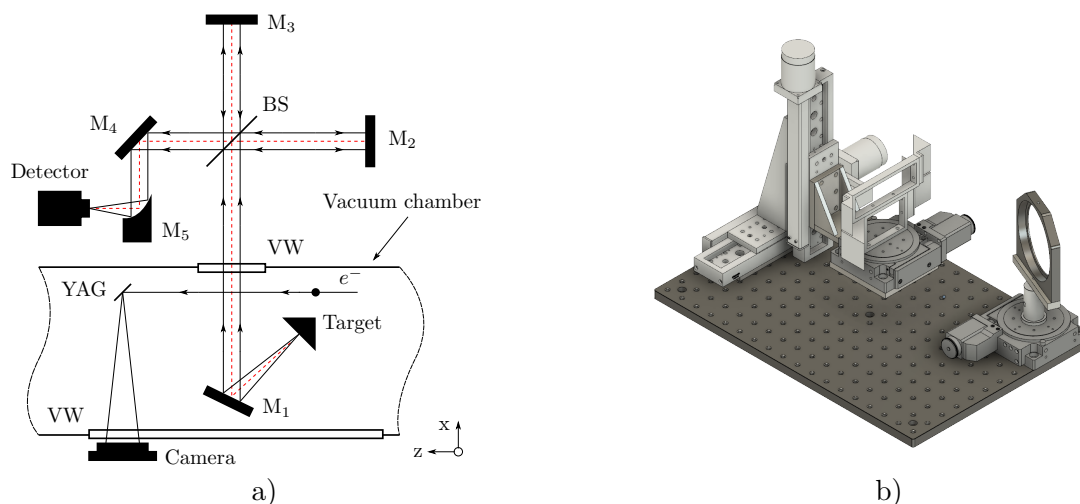 M3
BS
M4
M2
Detector
Vacuum chamber
M5
VW
e−
YAG
Target
M1
VW
x
z
Camera
a)
b)